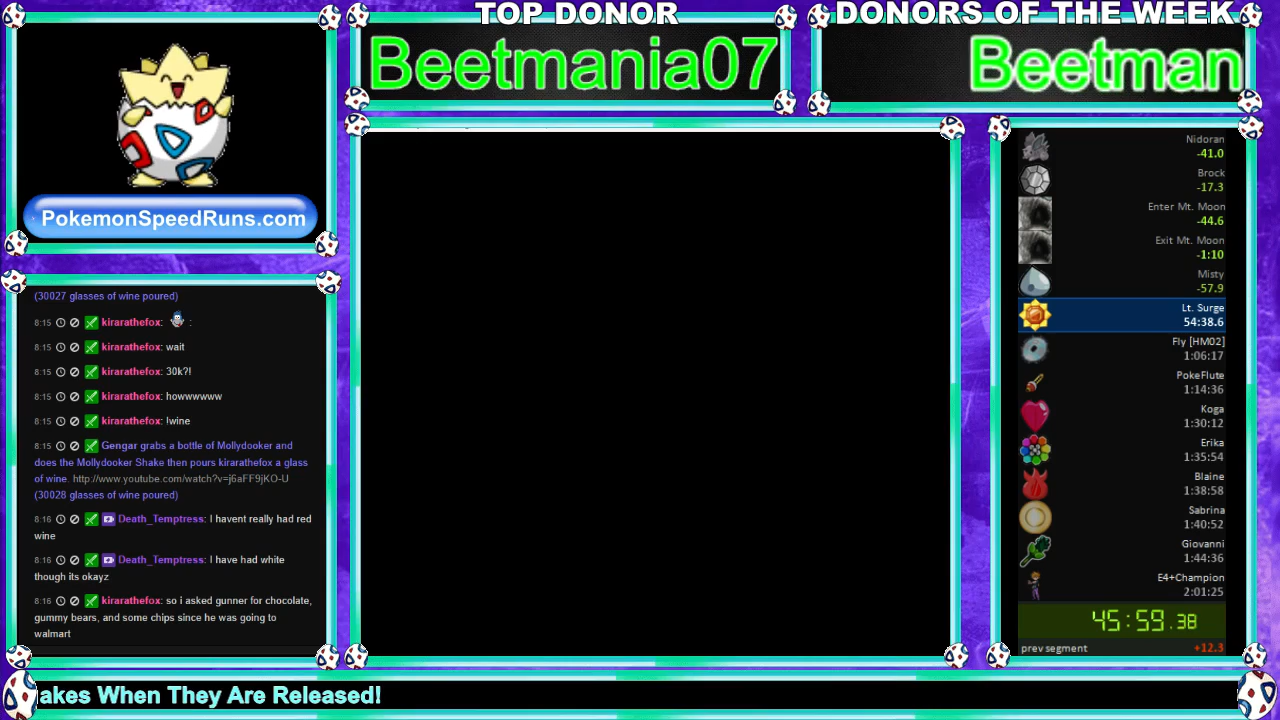 TOP DONOR
Beetmania07
DONORS OF THE WEEK
Beetman
PokemonSpeedRuns.com
(30027 glasses of wine poured)
8:15 kirarathefox: :
8:15 kirarathefox: wait
8:15 kirarathefox: 30k?!
8:15 kirarathefox: howwwwww
8:15 kirarathefox: !wine
8:15 Gengar grabs a bottle of Mollydooker and
does the Mollydooker Shake then pours kirarathefox a glass
of wine. http://www.youtube.com/watch?v=j6aFF9jKO-U
(30028 glasses of wine poured)
8:16 Death_Temptress: I havent really had red
wine
8:16 Death_Temptress: I have had white
though its okayz
8:16 kirarathefox: so i asked gunner for chocolate,
gummy bears, and some chips since he was going to
walmart
Nidoran
-41.0
Brock
-17.3
Enter Mt. Moon
-44.6
Exit Mt. Moon
-1:10
Misty
-57.9
Lt. Surge
54:38.6
Fly [HM02]
1:06:17
PokeFlute
1:14:36
Koga
1:30:12
Erika
1:35:54
Blaine
1:38:58
Sabrina
1:40:52
Giovanni
1:44:36
E4+Champion
2:01:25
45:59.38
prev segment +12.3
akes When They Are Released!